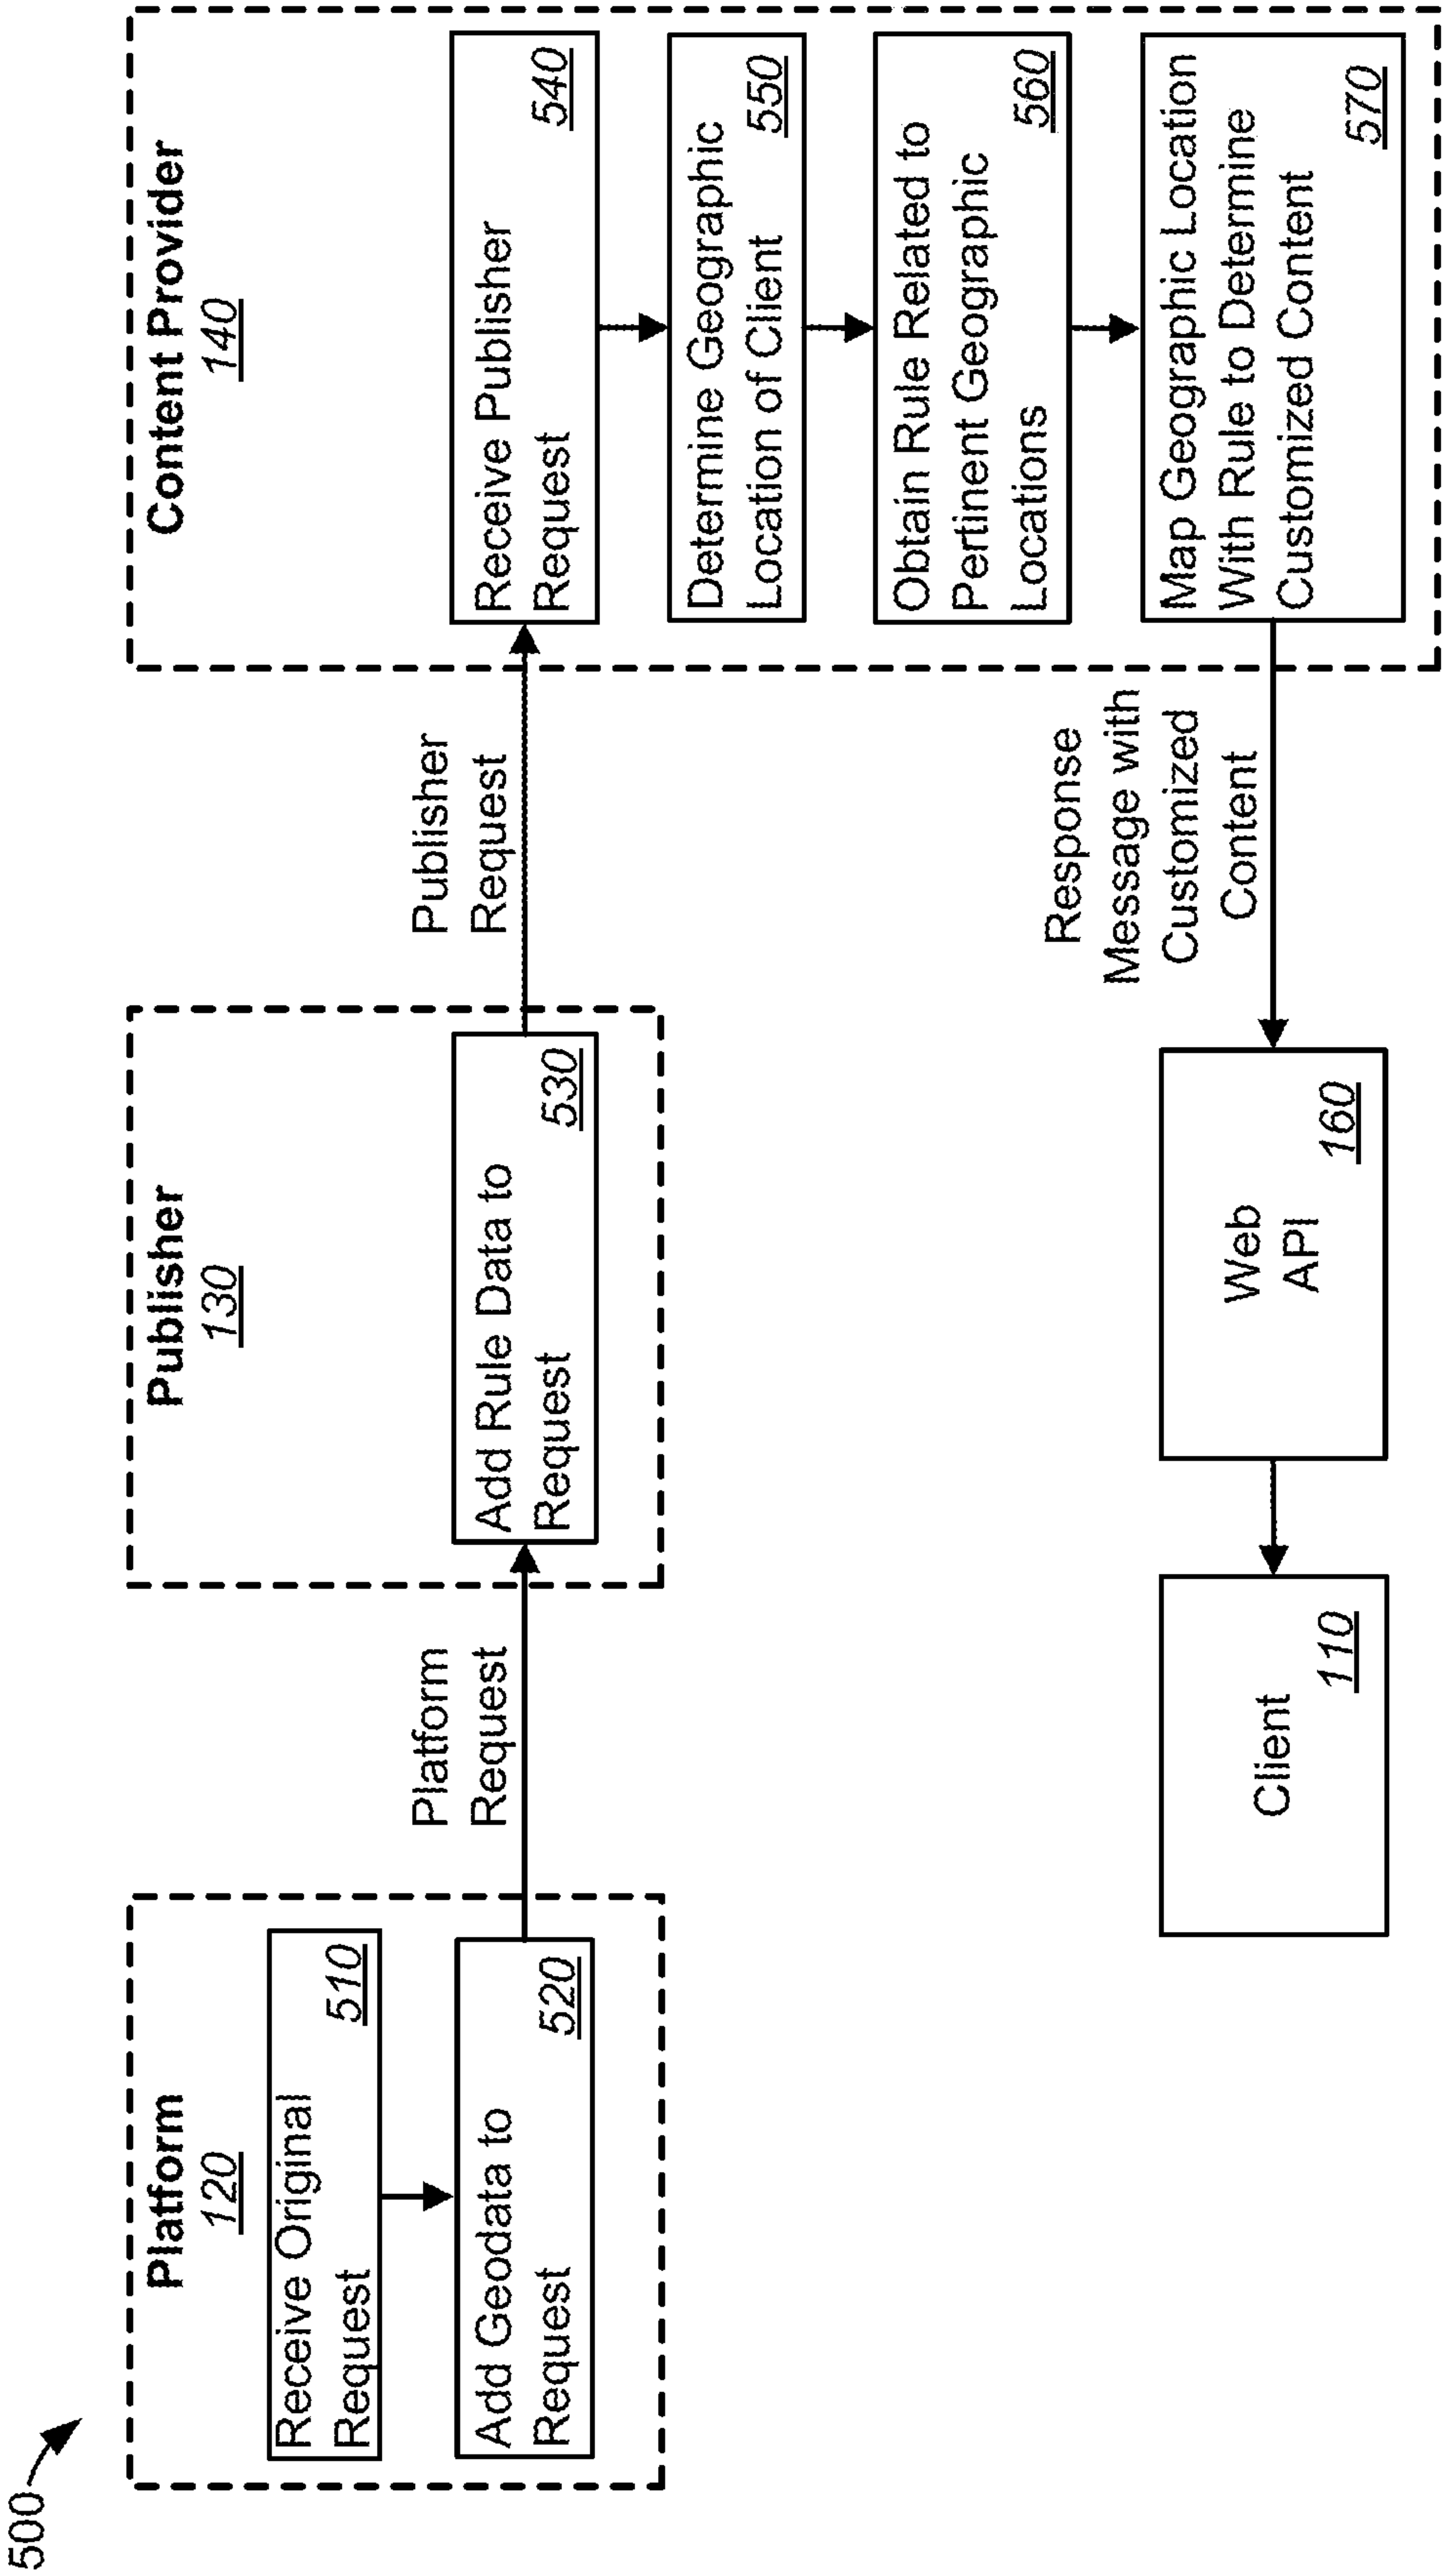 500
Platform
120
Receive Original
Request
510
Add Geodata to
Request
520
Platform
Request
Publisher
130
Add Rule Data to
Request
530
Publisher
Request
Content Provider
140
Receive Publisher
Request
540
Determine Geographic
Location of Client
550
Obtain Rule Related to
Pertinent Geographic
Locations
560
Map Geographic Location
With Rule to Determine
Customized Content
570
Response
Message with
Customized
Content
Web
API
160
Client
110